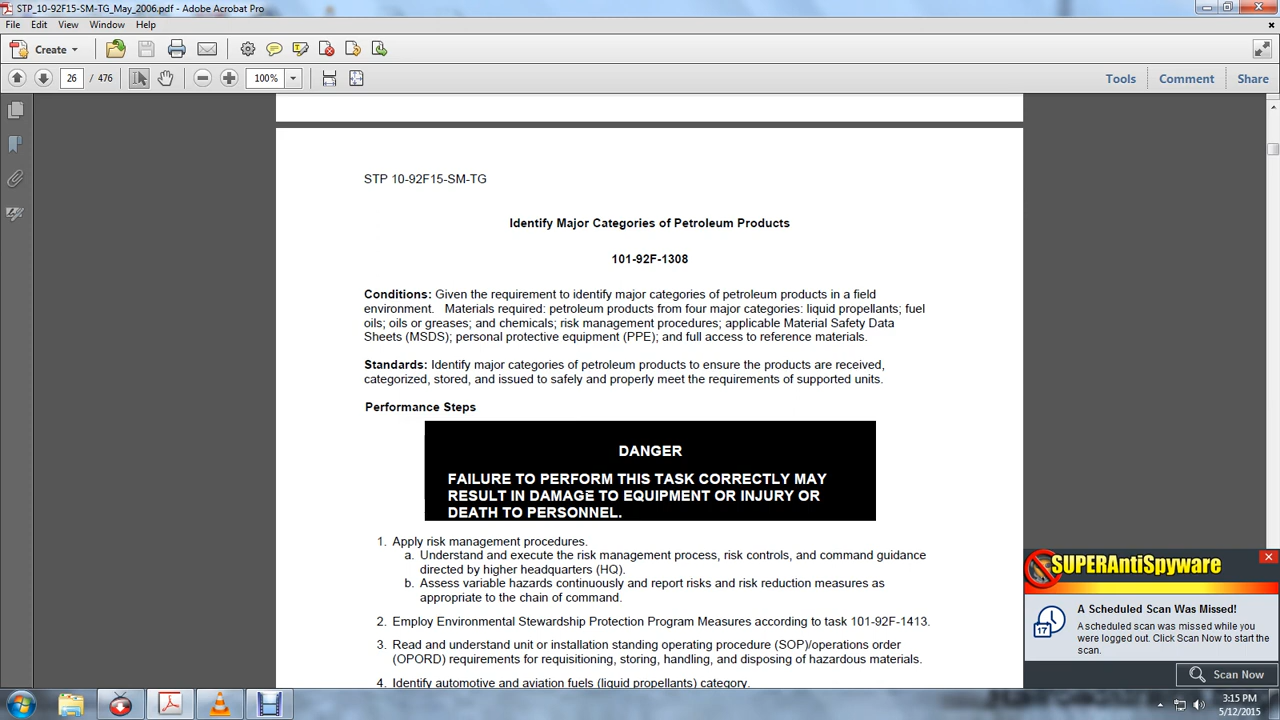 STP_10-92F15-SM-TG_May_2006.pdf - Adobe Acrobat Pro
File Edit View Window Help
Create
26 / 476 100% Tools Comment Share
STP 10-92F15-SM-TG
Identify Major Categories of Petroleum Products
101-92F-1308
Conditions: Given the requirement to identify major categories of petroleum products in a field
environment. Materials required: petroleum products from four major categories: liquid propellants; fuel
oils; oils or greases; and chemicals; risk management procedures; applicable Material Safety Data
Sheets (MSDS); personal protective equipment (PPE); and full access to reference materials.
Standards: Identify major categories of petroleum products to ensure the products are received,
categorized, stored, and issued to safely and properly meet the requirements of supported units.
Performance Steps
DANGER
FAILURE TO PERFORM THIS TASK CORRECTLY MAY
RESULT IN DAMAGE TO EQUIPMENT OR INJURY OR
DEATH TO PERSONNEL.
1. Apply risk management procedures.
a. Understand and execute the risk management process, risk controls, and command guidance
directed by higher headquarters (HQ).
b. Assess variable hazards continuously and report risks and risk reduction measures as
appropriate to the chain of command.
2. Employ Environmental Stewardship Protection Program Measures according to task 101-92F-1413.
3. Read and understand unit or installation standing operating procedure (SOP)/operations order
(OPORD) requirements for requisitioning, storing, handling, and disposing of hazardous materials.
4. Identify automotive and aviation fuels (liquid propellants) category.
SUPERAntiSpyware
A Scheduled Scan Was Missed!
17
A scheduled scan was missed while you
were logged out. Click Scan Now to start the
scan.
Scan Now
3:15 PM
5/12/2015